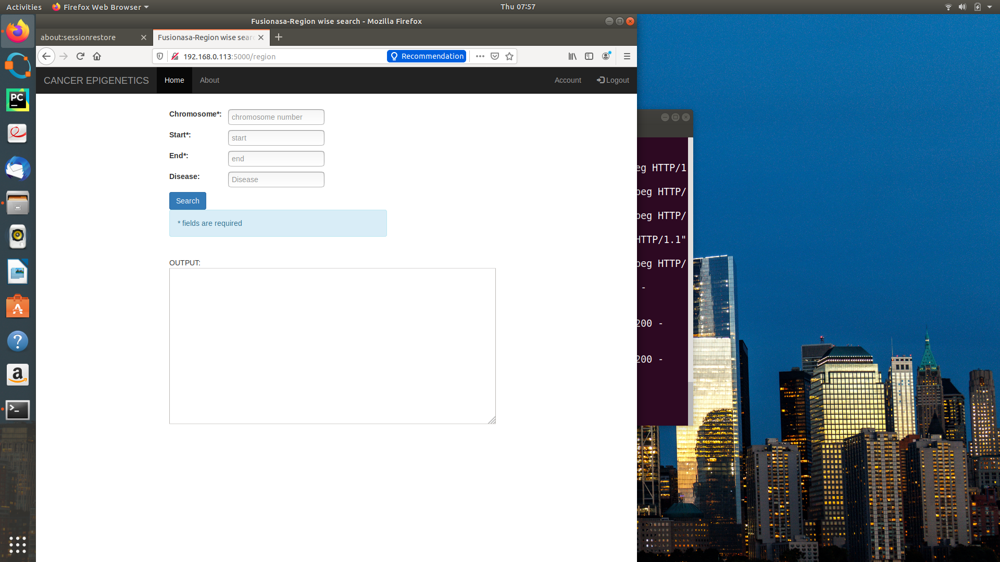 Activities
Firefox Web Browser
Thu 07:57
Fusionasa-Region wise search - Mozilla Firefox
about:sessionrestore
Fusionasa-Region wise sear
192.168.0.113:5000/region
Recommendation
CANCER EPIGENETICS
Home
About
Account
Logout
Chromosome*:
chromosome number
Start*:
start
End*:
end
Disease:
Disease
Search
* fields are required
OUTPUT:
eg HTTP/1
peg HTTP/
peg HTTP/
HTTP/1.1"
peg HTTP/
-
200 -
200 -
PC
a